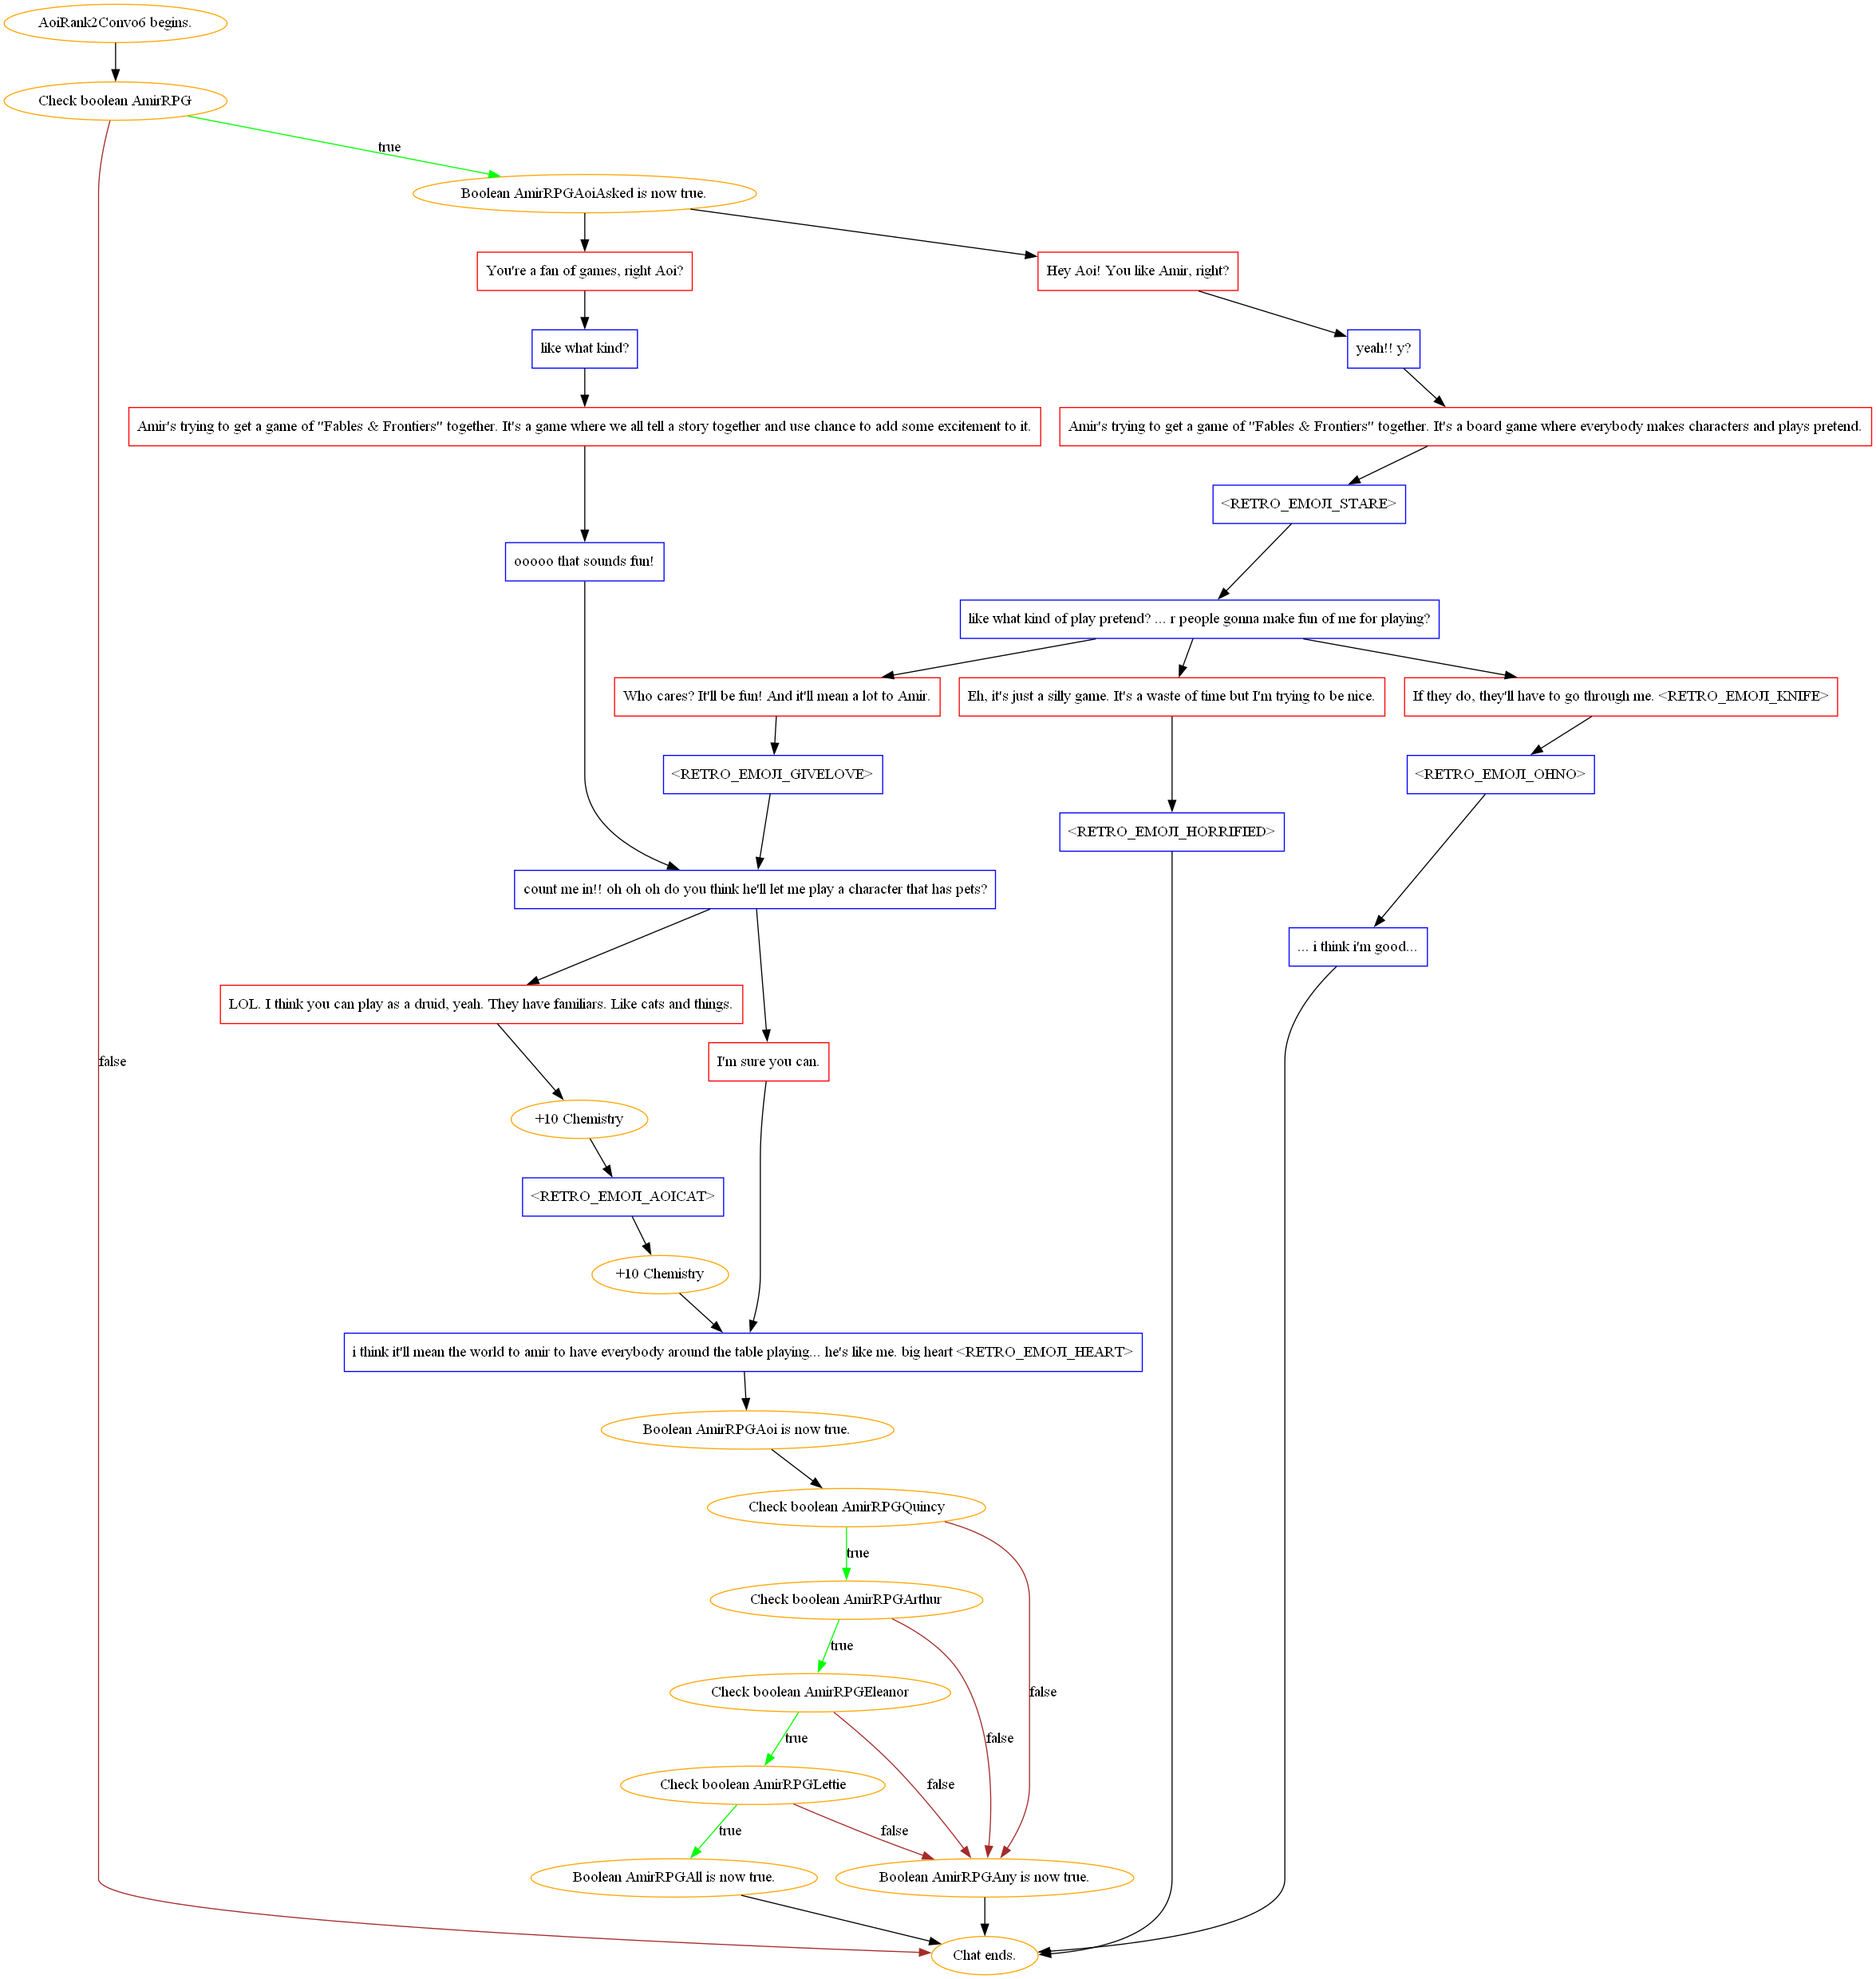 AoiRank2Convo6 begins.
Check boolean AmirRPG
true
Boolean AmirRPGAoiAsked is now true.
You're a fan of games, right Aoi?
Hey Aoi! You like Amir, right?
like what kind?
yeah!! y?
Amir's trying to get a game of "Fables & Frontiers" together. It's a game where we all tell a story together and use chance to add some excitement to it.
Amir's trying to get a game of "Fables & Frontiers" together. It's a board game where everybody makes characters and plays pretend.
<RETRO_EMOJI_STARE>
ooooo that sounds fun!
like what kind of play pretend? ... r people gonna make fun of me for playing?
Who cares? It'll be fun! And it'll mean a lot to Amir.
Eh, it's just a silly game. It's a waste of time but I'm trying to be nice.
If they do, they'll have to go through me. <RETRO_EMOJI_KNIFE>
<RETRO_EMOJI_GIVELOVE>
<RETRO_EMOJI_OHNO>
<RETRO_EMOJI_HORRIFIED>
count me in!! oh oh oh do you think he'll let me play a character that has pets?
... i think i'm good...
LOL. I think you can play as a druid, yeah. They have familiars. Like cats and things.
false
I'm sure you can.
+10 Chemistry
<RETRO_EMOJI_AOICAT>
+10 Chemistry
i think it'll mean the world to amir to have everybody around the table playing... he's like me. big heart <RETRO_EMOJI_HEART>
Boolean AmirRPGAoi is now true.
Check boolean AmirRPGQuincy
true
Check boolean AmirRPGArthur
true
Check boolean AmirRPGEleanor
false
true
false
Check boolean AmirRPGLettie
false
true
false
Boolean AmirRPGAll is now true.
Boolean AmirRPGAny is now true.
Chat ends.